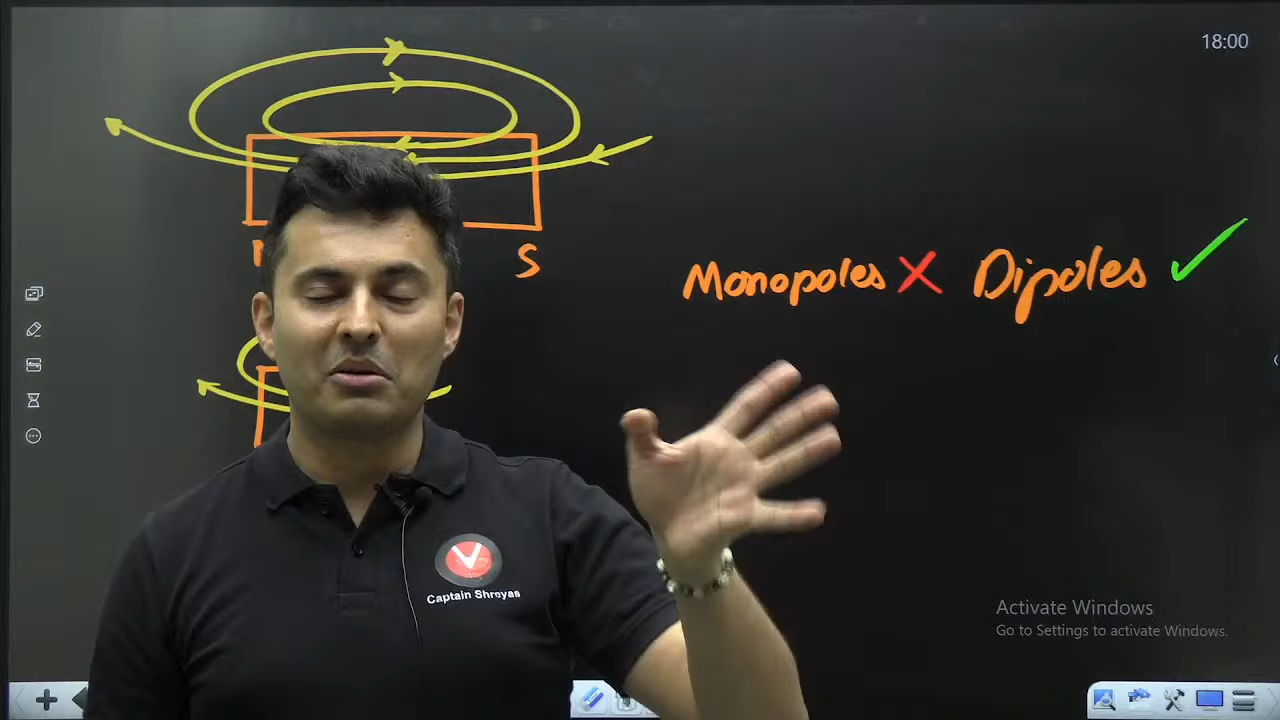 18:00
S
Monopoles Dipoles
V
Captain Shreyas
Activate Windows
Go to Settings to activate Windows.